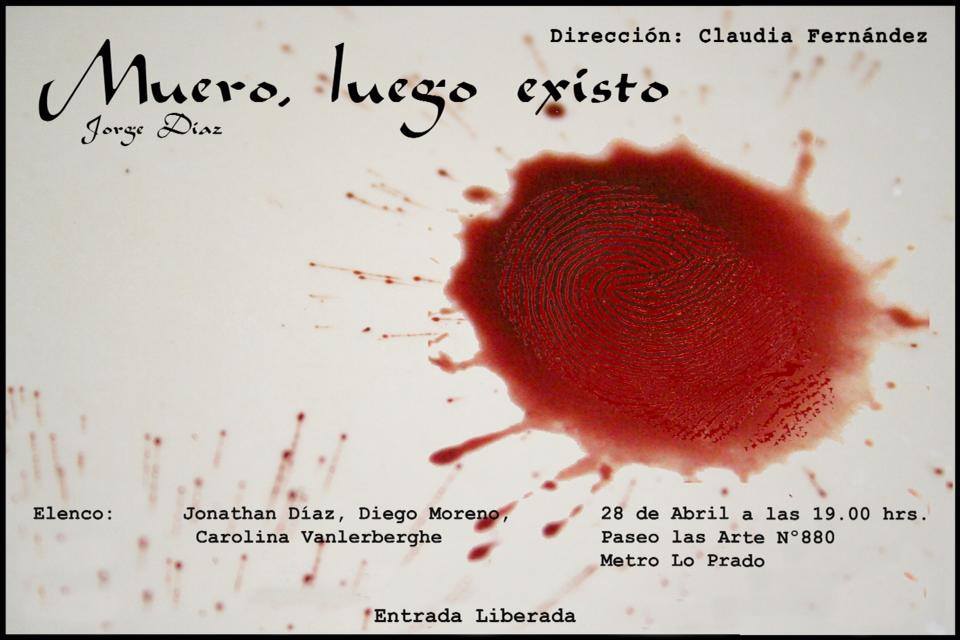 Dirección: Claudia Fernández
Muero, luego existo
Jorge Díaz
Elenco: Jonathan Díaz, Diego Moreno,
Carolina Vanlerberghe
28 de Abril a las 19.00 hrs.
Paseo las Arte N°880
Metro Lo Prado
Entrada Liberada